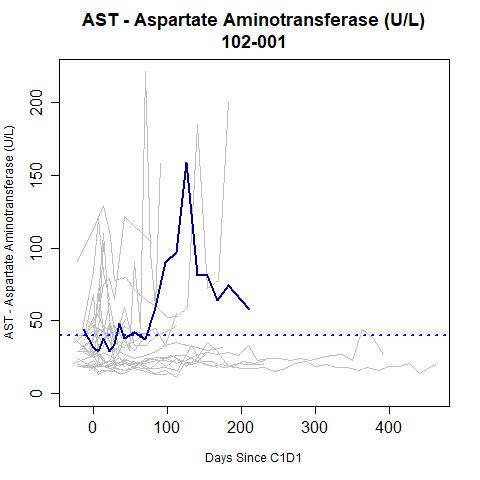 AST - Aspartate Aminotransferase (U/L)
102-001
AST - Aspartate Aminotransferase (U/L)
200
150
100
50
0
0 100 200 300 400
Days Since C1D1